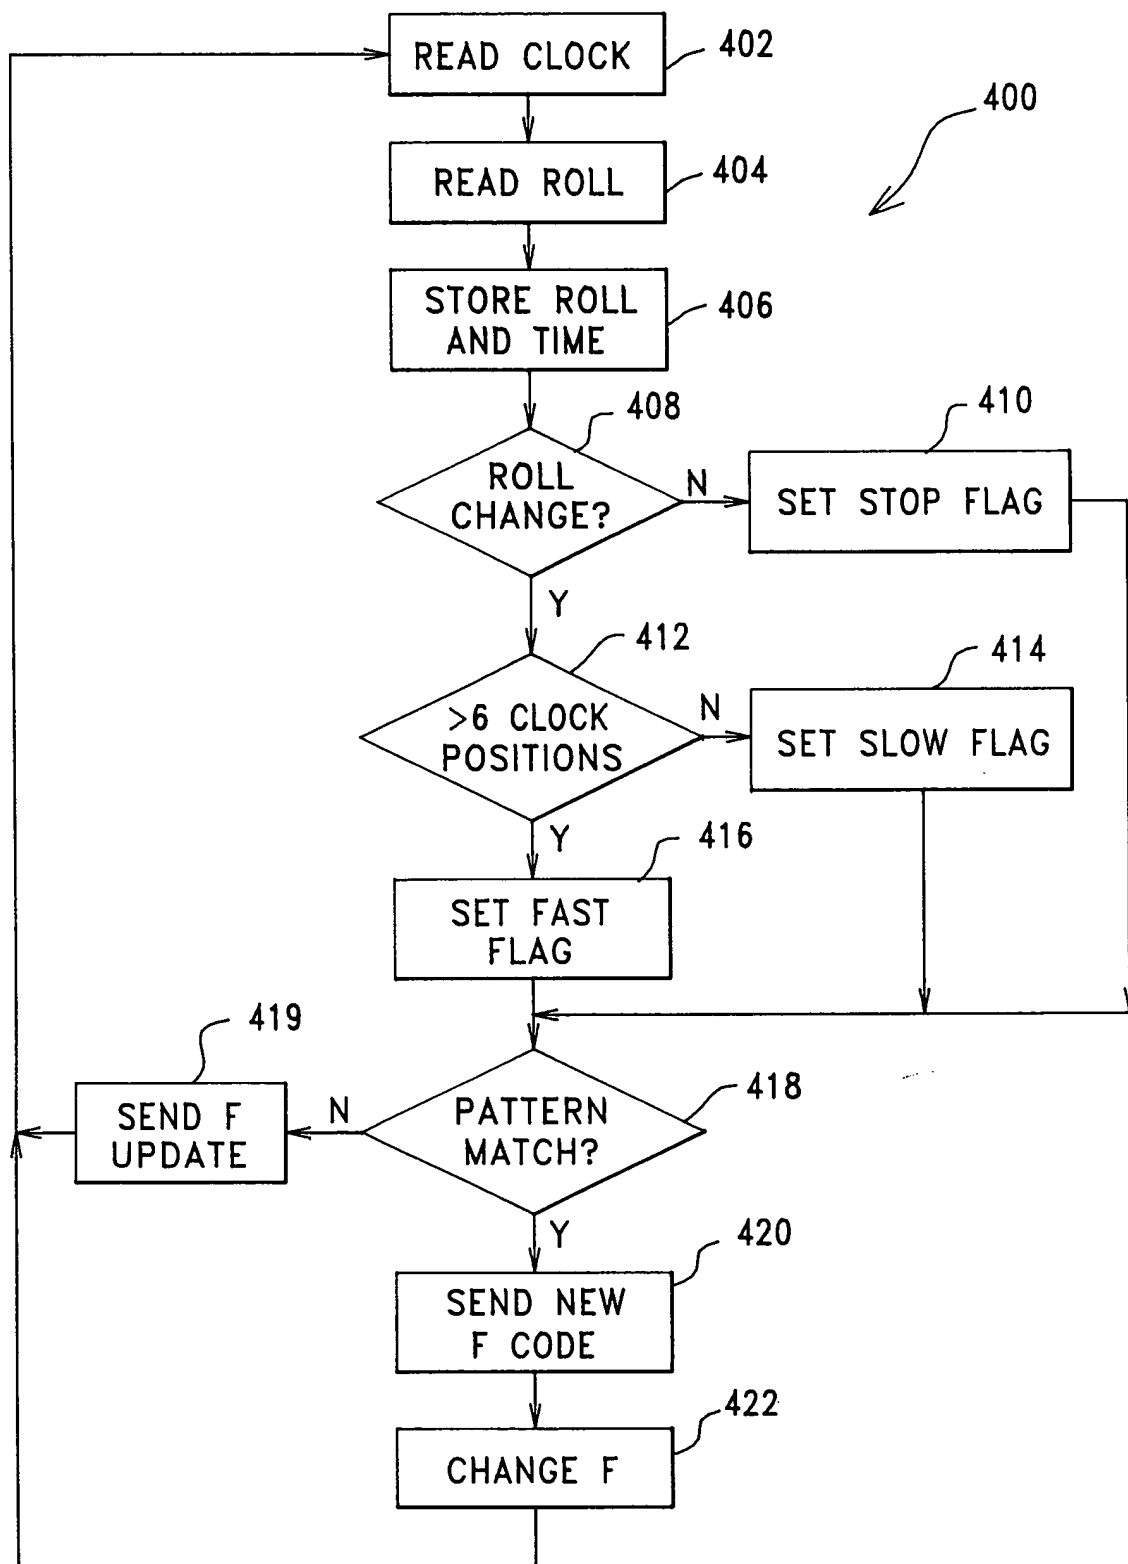 READ CLOCK
402
400
READ ROLL
404
STORE ROLL
AND TIME
406
408
410
ROLL
CHANGE?
N
SET STOP FLAG
Y
412
414
>6 CLOCK
POSITIONS
N
SET SLOW FLAG
Y
416
SET FAST
FLAG
419
418
SEND F
UPDATE
N
PATTERN
MATCH?
Y
420
SEND NEW
F CODE
422
CHANGE F